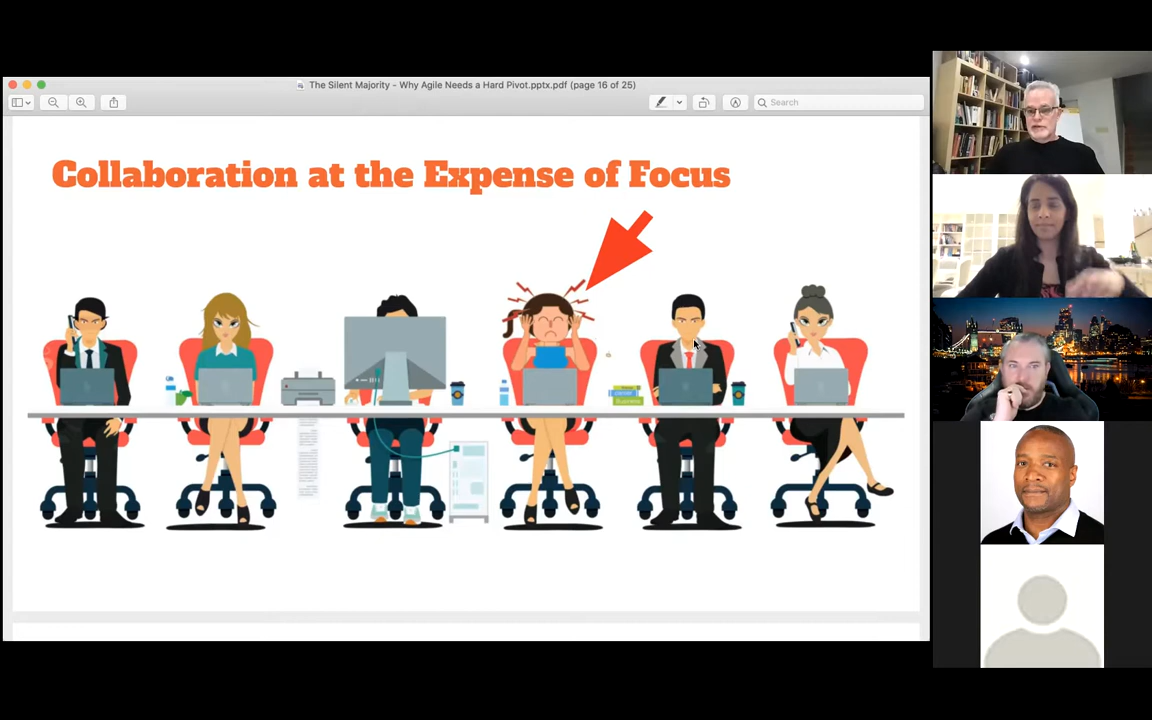 The Silent Majority - Why Agile Needs a Hard Pivot.pptx.pdf (page 16 of 25)
Search
Collaboration at the Expense of Focus
Business